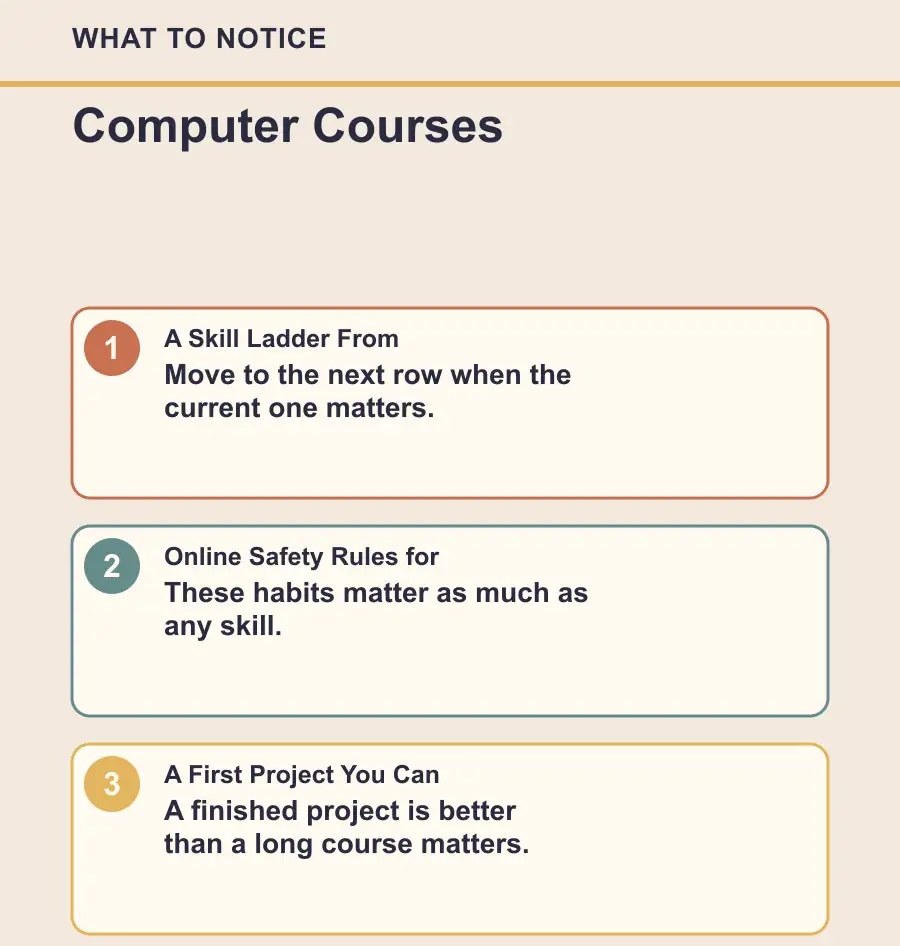 WHAT TO NOTICE
Computer Courses
1
A Skill Ladder From
Move to the next row when the
current one matters.
2
Online Safety Rules for
These habits matter as much as
any skill.
3
A First Project You Can
A finished project is better
than a long course matters.